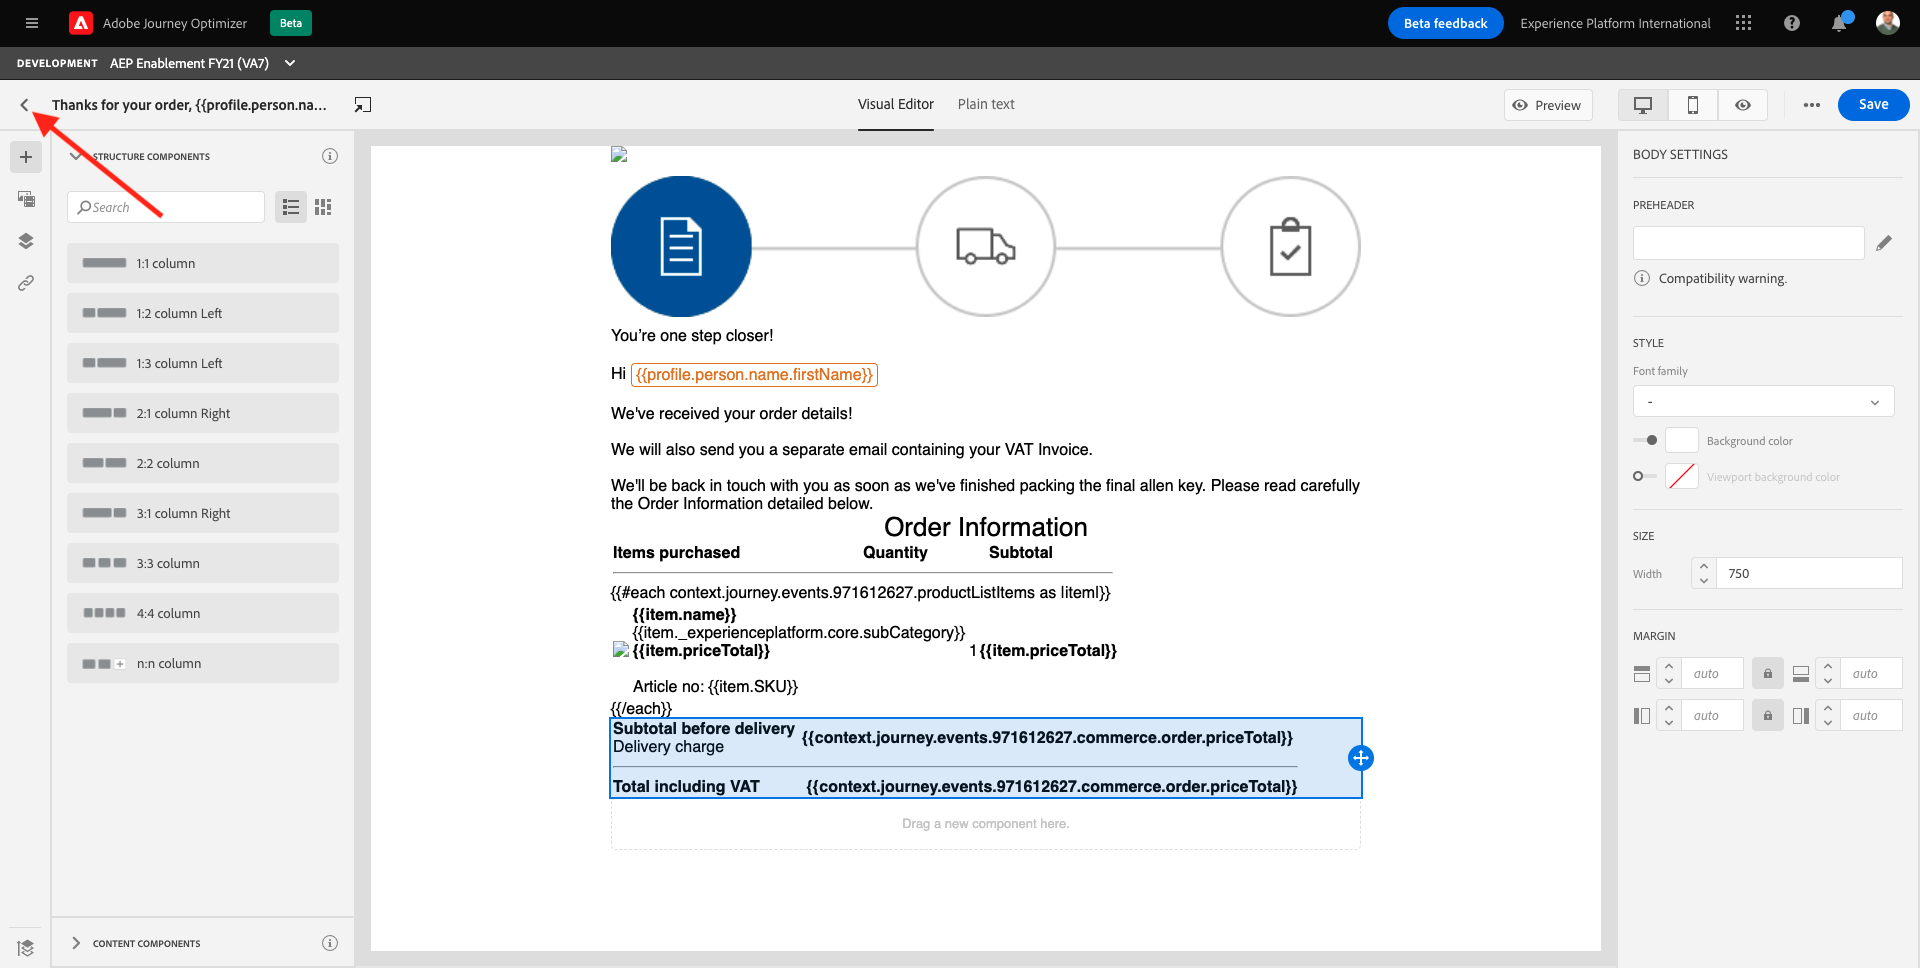 Adobe Journey Optimizer
Beta
Beta feedback
Experience Platform International
DEVELOPMENT
AEP Enablement FY21 (VA7)
Thanks for your order, {{profile.person.na...
Visual Editor
Plain text
Preview
Save
STRUCTURE COMPONENTS
Search
1:1 column
1:2 column Left
1:3 column Left
2:1 column Right
2:2 column
3:1 column Right
3:3 column
4:4 column
n:n column
CONTENT COMPONENTS
You're one step closer!
Hi {{profile.person.name.firstName}}
We've received your order details!
We will also send you a separate email containing your VAT Invoice.
We'll be back in touch with you as soon as we've finished packing the final allen key. Please read carefully
the Order Information detailed below.
Order Information
Items purchased Quantity Subtotal
{{#each context.journey.events.971612627.productListItems as |item|}}
{{item.name}}
{{item._experienceplatform.core.subCategory}}
{{item.priceTotal}} 1 {{item.priceTotal}}
Article no: {{item.SKU}}
{{/each}}
Subtotal before delivery
{{context.journey.events.971612627.commerce.order.priceTotal}}
Delivery charge
Total including VAT {{context.journey.events.971612627.commerce.order.priceTotal}}
Drag a new component here.
BODY SETTINGS
PREHEADER
Compatibility warning.
STYLE
Font family
-
Background color
Viewport background color
SIZE
Width 750
MARGIN
auto auto
auto auto